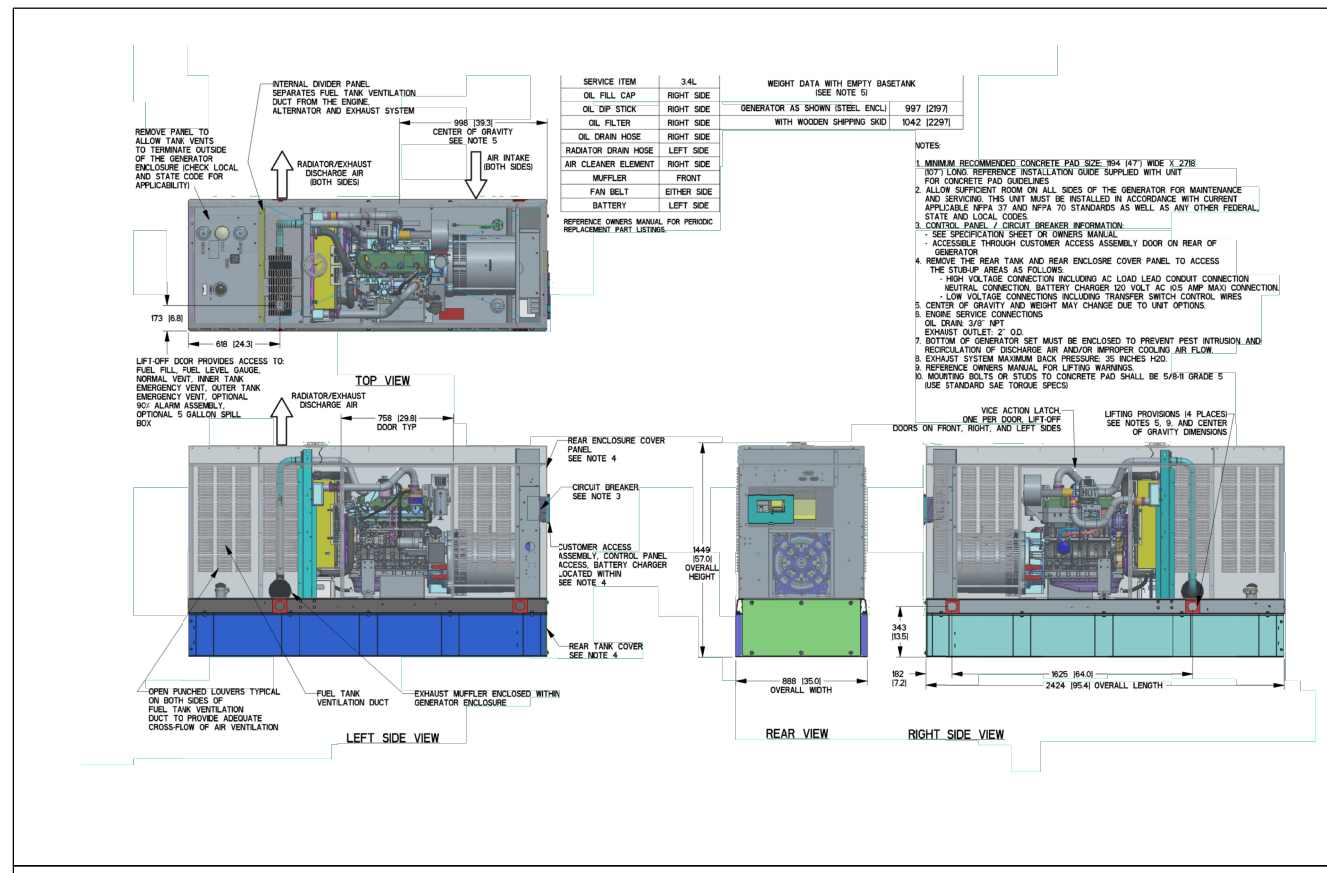 INTERNAL DIVIDER PANEL
SEPARATES FUEL TANK VENTILATION
DUCT FROM THE ENGINE,
ALTERNATOR AND EXHAUST SYSTEM
REMOVE PANEL TO
ALLOW TANK VENTS
TO TERMINATE OUTSIDE
OF THE GENERATOR
ENCLOSURE (CHECK LOCAL
AND STATE CODE FOR
APPLICABILITY)
998 [39.3]
CENTER OF GRAVITY
SEE NOTE 5
RADIATOR/EXHAUST
DISCHARGE AIR
(BOTH SIDES)
AIR INTAKE
(BOTH SIDES)
173 [6.8]
618 [24.3]
TOP VIEW
SERVICE ITEM 3.4L
OIL FILL CAP RIGHT SIDE
OIL DIP STICK RIGHT SIDE
OIL FILTER RIGHT SIDE
OIL DRAIN HOSE RIGHT SIDE
RADIATOR DRAIN HOSE LEFT SIDE
AIR CLEANER ELEMENT RIGHT SIDE
MUFFLER FRONT
FAN BELT EITHER SIDE
BATTERY LEFT SIDE
REFERENCE OWNERS MANUAL FOR PERIODIC
REPLACEMENT PART LISTINGS.
WEIGHT DATA WITH EMPTY BASETANK
(SEE NOTE 5)
GENERATOR AS SHOWN (STEEL ENCL) 997 [2197]
WITH WOODEN SHIPPING SKID 1042 [2297]
NOTES:
1. MINIMUM RECOMMENDED CONCRETE PAD SIZE: 1194 (47") WIDE X 2718
(107") LONG. REFERENCE INSTALLATION GUIDE SUPPLIED WITH UNIT
FOR CONCRETE PAD GUIDELINES
2. ALLOW SUFFICIENT ROOM ON ALL SIDES OF THE GENERATOR FOR MAINTENANCE
AND SERVICING. THIS UNIT MUST BE INSTALLED IN ACCORDANCE WITH CURRENT
APPLICABLE NFPA 37 AND NFPA 70 STANDARDS AS WELL AS ANY OTHER FEDERAL,
STATE AND LOCAL CODES.
3. CONTROL PANEL / CIRCUIT BREAKER INFORMATION:
- SEE SPECIFICATION SHEET OR OWNERS MANUAL
- ACCESSIBLE THROUGH CUSTOMER ACCESS ASSEMBLY DOOR ON REAR OF
GENERATOR
4. REMOVE THE REAR TANK AND REAR ENCLOSRE COVER PANEL TO ACCESS
THE STUB-UP AREAS AS FOLLOWS:
- HIGH VOLTAGE CONNECTION INCLUDING AC LOAD LEAD CONDUIT CONNECTION
NEUTRAL CONNECTION, BATTERY CHARGER 120 VOLT AC (0.5 AMP MAX) CONNECTION.
- LOW VOLTAGE CONNECTIONS INCLUDING TRANSFER SWITCH CONTROL WIRES
5. CENTER OF GRAVITY AND WEIGHT MAY CHANGE DUE TO UNIT OPTIONS.
6. ENGINE SERVICE CONNECTIONS
OIL DRAIN: 3/8" NPT
EXHAUST OUTLET: 2" O.D.
7. BOTTOM OF GENERATOR SET MUST BE ENCLOSED TO PREVENT PEST INTRUSION AND
RECIRCULATION OF DISCHARGE AIR AND/OR IMPROPER COOLING AIR FLOW.
8. EXHAUST SYSTEM MAXIMUM BACK PRESSURE: 35 INCHES H2O.
9. REFERENCE OWNERS MANUAL FOR LIFTING WARNINGS.
10. MOUNTING BOLTS OR STUDS TO CONCRETE PAD SHALL BE 5/8-11 GRADE 5
(USE STANDARD SAE TORQUE SPECS)
LIFT-OFF DOOR PROVIDES ACCESS TO:
FUEL FILL, FUEL LEVEL GAUGE,
NORMAL VENT, INNER TANK
EMERGENCY VENT, OUTER TANK
EMERGENCY VENT, OPTIONAL
90% ALARM ASSEMBLY,
OPTIONAL 5 GALLON SPILL
BOX
RADIATOR/EXHAUST
DISCHARGE AIR
758 [29.8]
DOOR TYP
REAR ENCLOSURE COVER
PANEL
SEE NOTE 4
CIRCUIT BREAKER
SEE NOTE 3
CUSTOMER ACCESS
ASSEMBLY, CONTROL PANEL
ACCESS, BATTERY CHARGER
LOCATED WITHIN
SEE NOTE 4
REAR TANK COVER
SEE NOTE 4
OPEN PUNCHED LOUVERS TYPICAL
ON BOTH SIDES OF
FUEL TANK VENTILATION
DUCT TO PROVIDE ADEQUATE
CROSS-FLOW OF AIR VENTILATION
FUEL TANK
VENTILATION DUCT
EXHAUST MUFFLER ENCLOSED WITHIN
GENERATOR ENCLOSURE
LEFT SIDE VIEW
1449
[57.0]
OVERALL
HEIGHT
888 [35.0]
OVERALL WIDTH
REAR VIEW
VICE ACTION LATCH,
ONE PER DOOR, LIFT-OFF
DOORS ON FRONT, RIGHT, AND LEFT SIDES
LIFTING PROVISIONS (4 PLACES)
SEE NOTES 5, 9, AND CENTER
OF GRAVITY DIMENSIONS
HOT
343
[13.5]
182
[7.2]
1625 [64.0]
2424 [95.4] OVERALL LENGTH
RIGHT SIDE VIEW